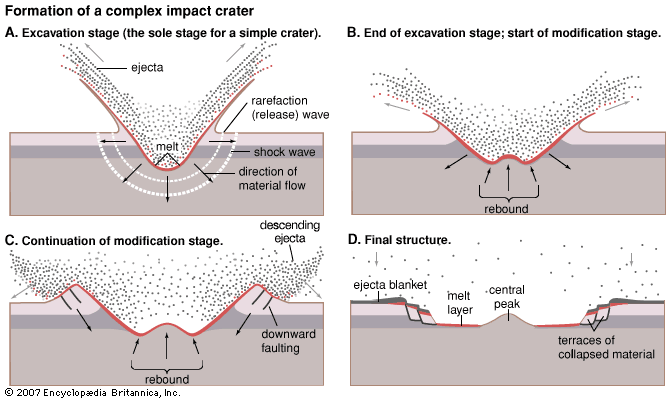 Formation of a complex impact crater
A. Excavation stage (the sole stage for a simple crater).
ejecta
rarefaction
(release) wave
melt
shock wave
direction of
material flow
B. End of excavation stage; start of modification stage.
rebound
C. Continuation of modification stage.
descending
ejecta
downward
faulting
rebound
D. Final structure.
ejecta blanket
melt
layer
central
peak
terraces of
collapsed material
© 2007 Encyclopædia Britannica, Inc.